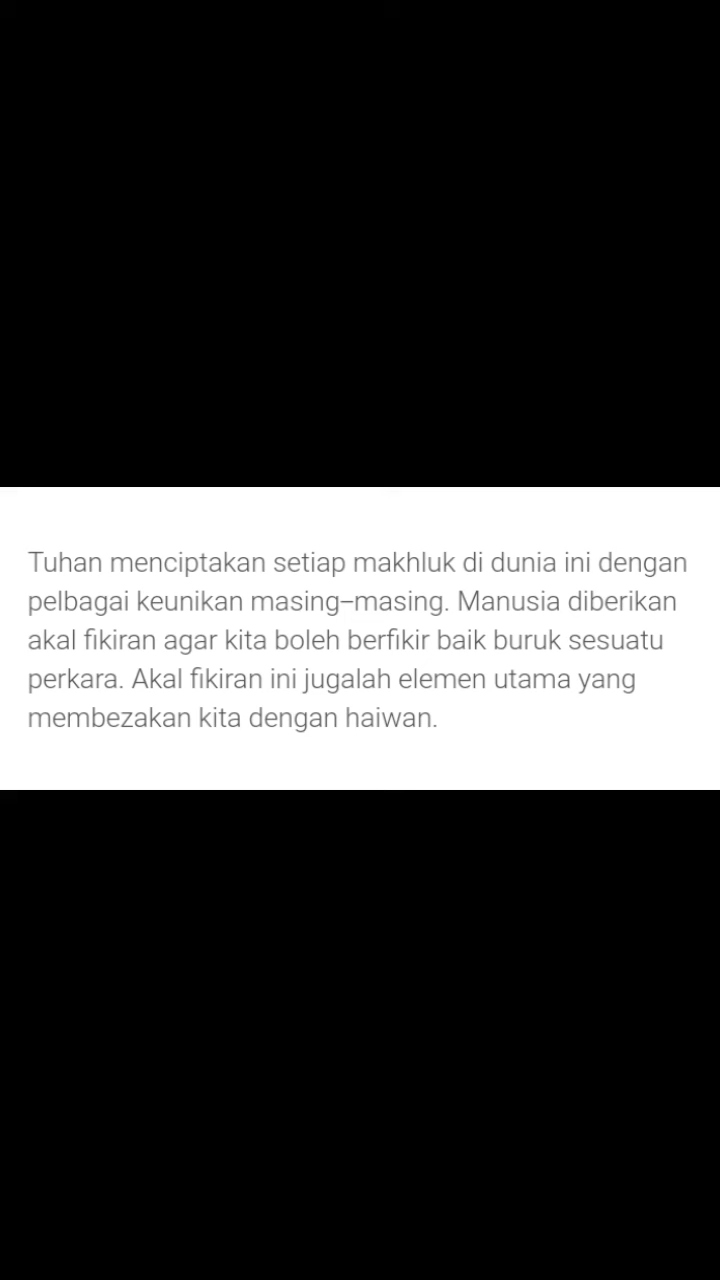 Tuhan menciptakan setiap makhluk di dunia ini dengan
pelbagai keunikan masing–masing. Manusia diberikan
akal fikiran agar kita boleh berfikir baik buruk sesuatu
perkara. Akal fikiran ini jugalah elemen utama yang
membezakan kita dengan haiwan.